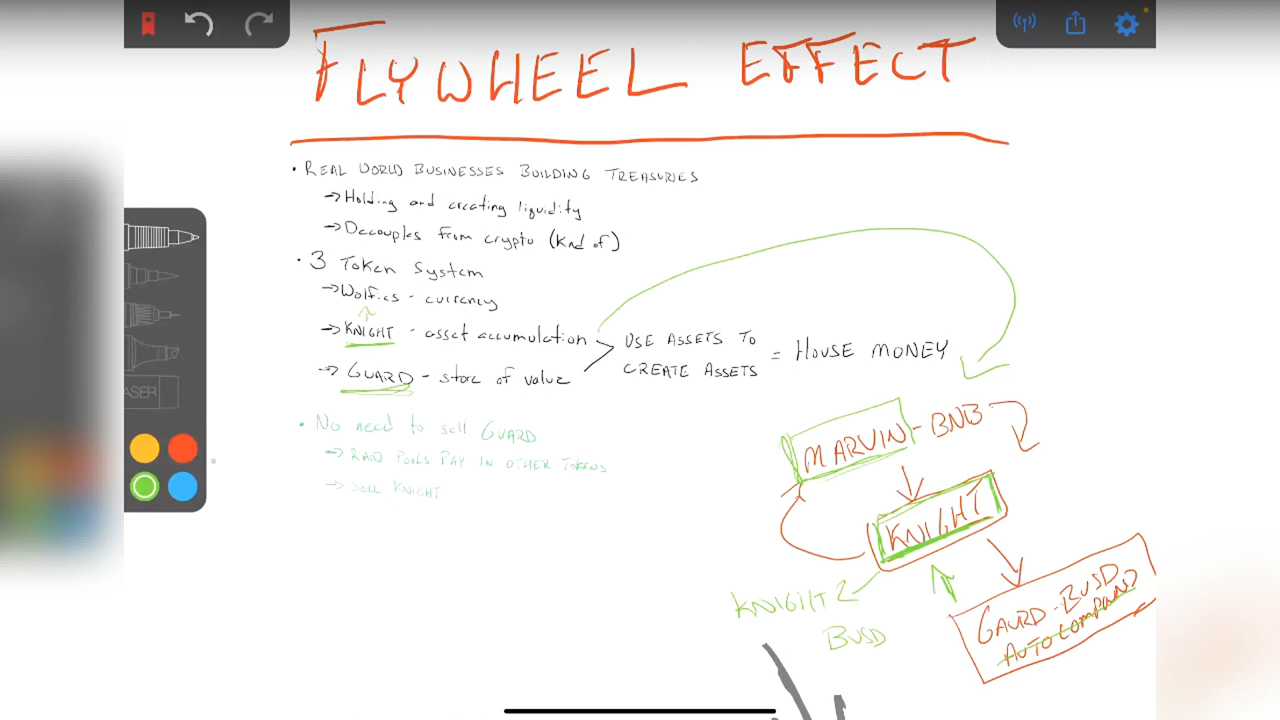 FLYWHEEL EFFECT
• REAL WORLD BUSINESSES BUILDING TREASURIES
→ Holding and creating liquidity
→ Decouples from crypto (kind of)
• 3 Token System
→ Wolfies - currency
→ KNIGHT - asset accumulation
→ GUARD - store of value
USE ASSETS TO
CREATE ASSETS
= HOUSE MONEY
• No need to sell GUARD
→ RAID POOLS PAY IN OTHER TOKENS
→ SELL KNIGHT
MARVIN - BNB
KNIGHT
KNIGHT
BUSD
GAURD - BUSD
AUTOCOMPOUND
ASER